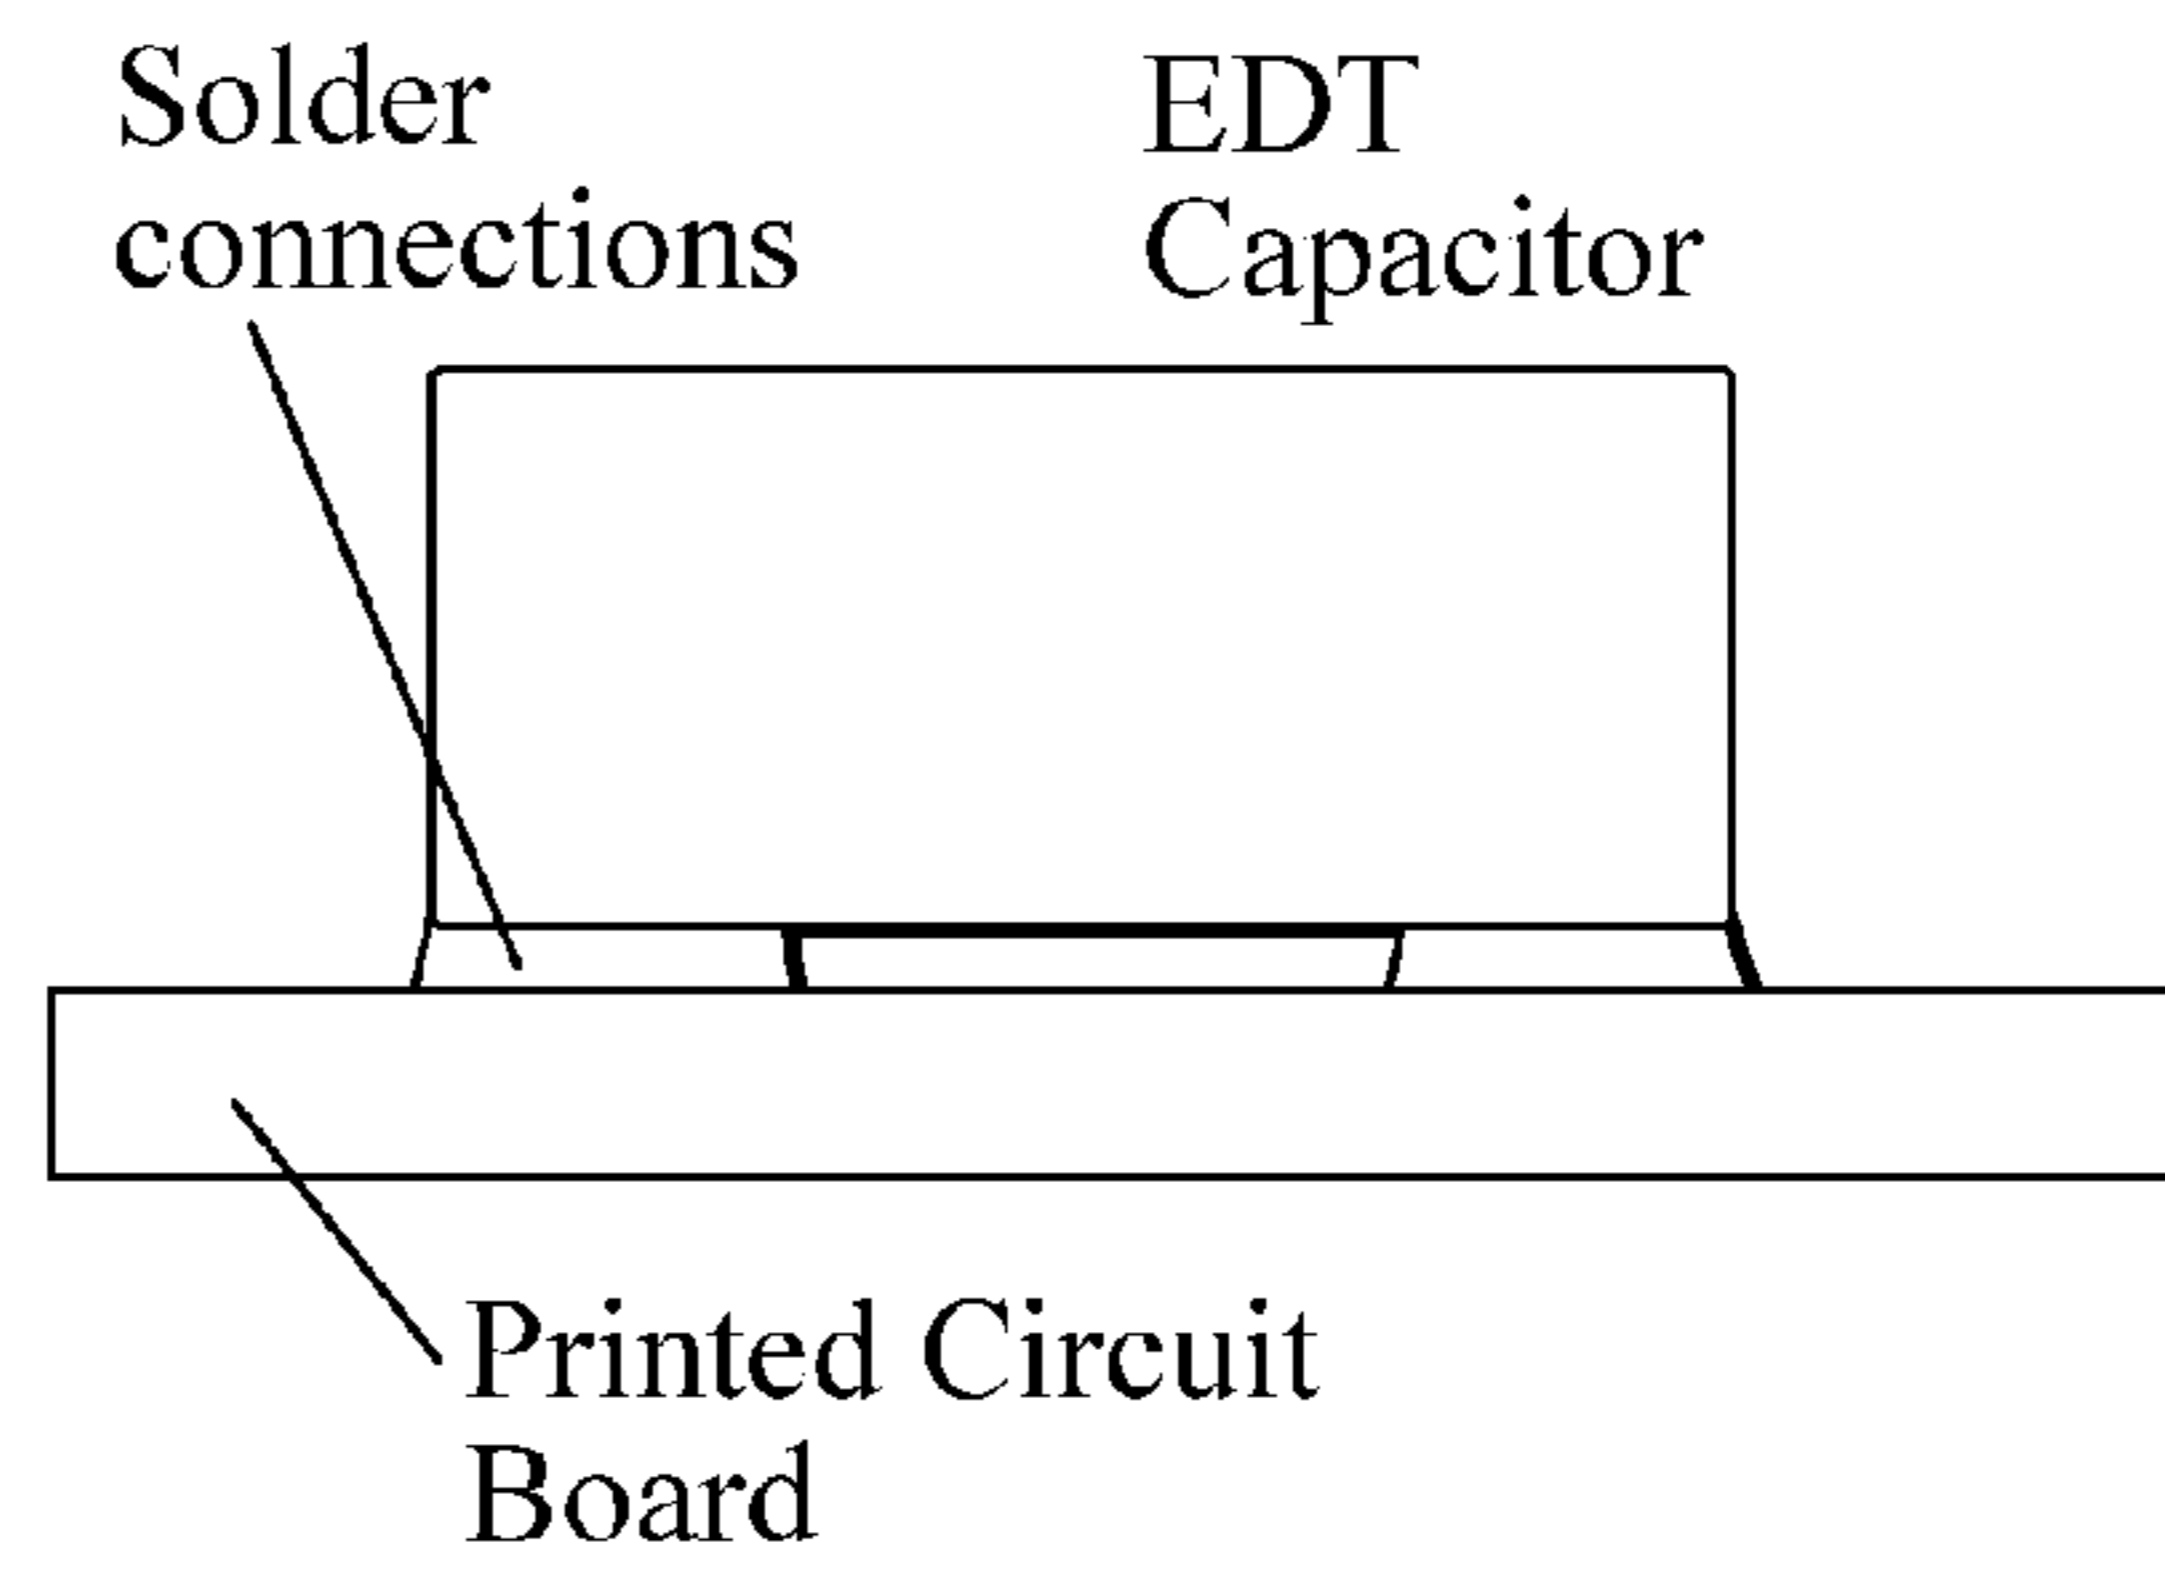 Solder
connections
EDT
Capacitor
Printed Circuit
Board